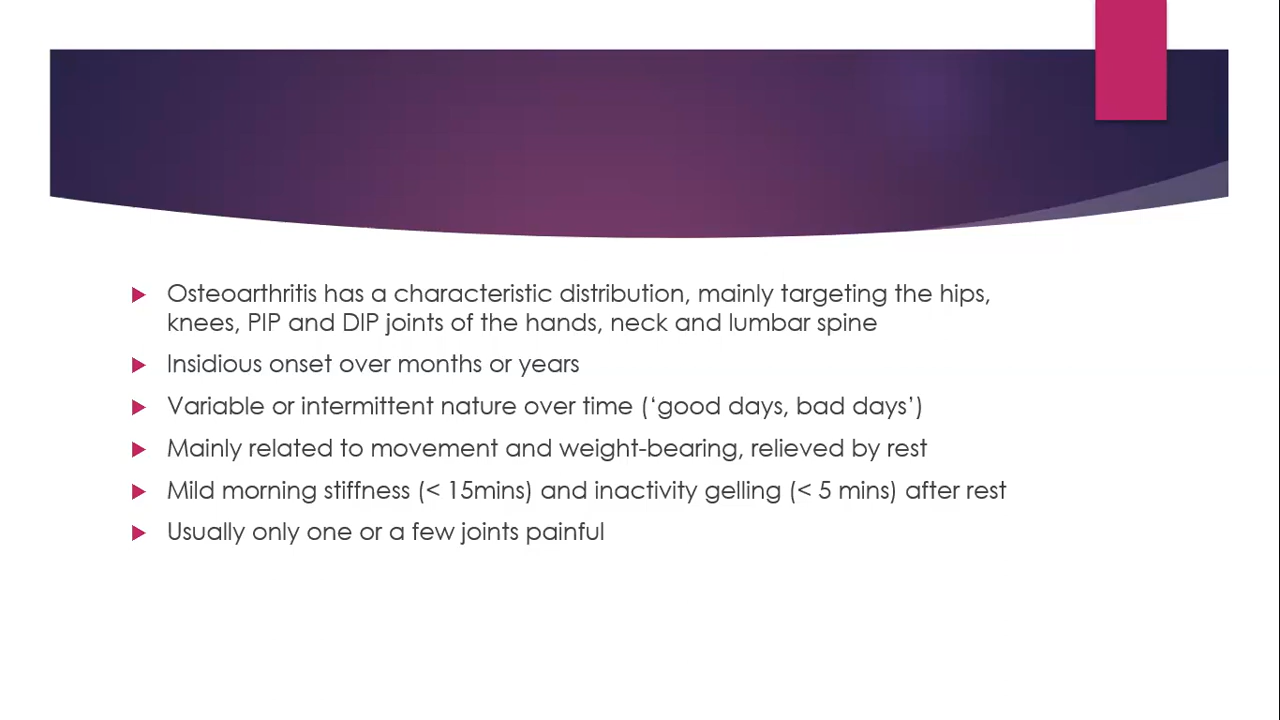 Osteoarthritis has a characteristic distribution, mainly targeting the hips,
knees, PIP and DIP joints of the hands, neck and lumbar spine
Insidious onset over months or years
Variable or intermittent nature over time (‘good days, bad days’)
Mainly related to movement and weight-bearing, relieved by rest
Mild morning stiffness (< 15mins) and inactivity gelling (< 5 mins) after rest
Usually only one or a few joints painful